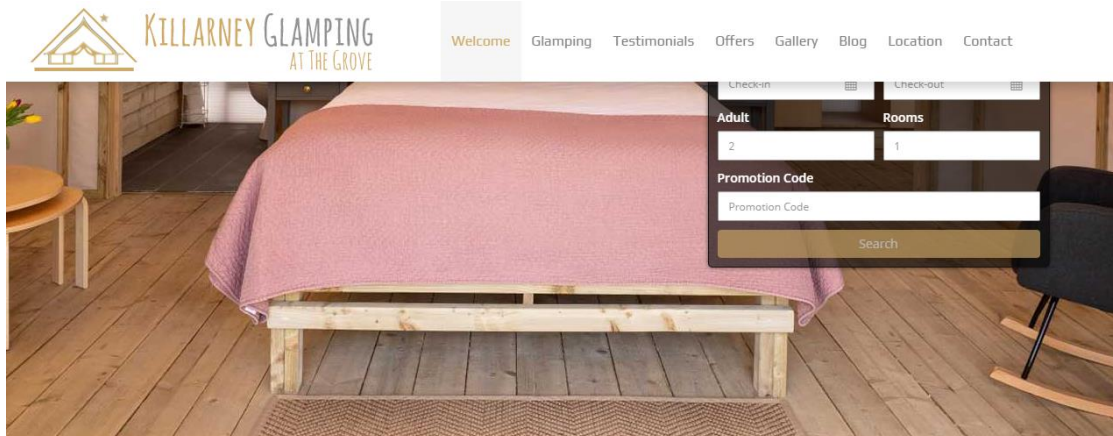 KILLARNEY GLAMPING
AT THE GROVE
Welcome Glamping Testimonials Offers Gallery Blog Location Contact
Check-in Check-out
Adult Rooms
2 1
Promotion Code
Promotion Code
Search